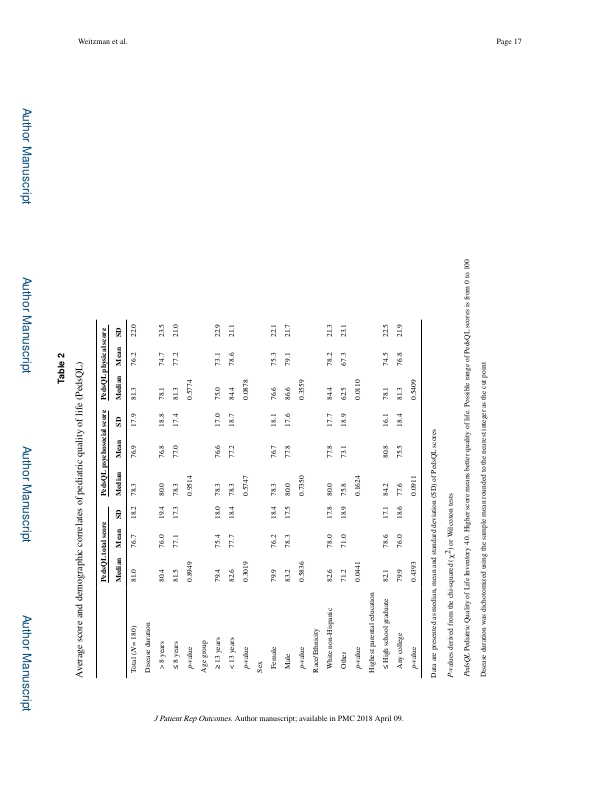 Weitzman et al. Page 17
Author Manuscript
Author Manuscript
Author Manuscript
Author Manuscript
Table 2
Average score and demographic correlates of pediatric quality of life (PedsQL)
PedsQL total score PedsQL psychosocial score PedsQL physical score
Median Mean SD Median Mean SD Median Mean SD
Total (N = 180) 81.0 76.7 18.2 78.3 76.9 17.9 81.3 76.2 22.0
Disease duration
> 8 years 80.4 76.0 19.4 80.0 76.8 18.8 78.1 74.7 23.5
≤ 8 years 81.5 77.1 17.3 78.3 77.0 17.4 81.3 77.2 21.0
p-value 0.8949 0.9514 0.5774
Age group
≥ 13 years 79.4 75.4 18.0 78.3 76.6 17.0 75.0 73.1 22.9
< 13 years 82.6 77.7 18.4 78.3 77.2 18.7 84.4 78.6 21.1
p-value 0.3019 0.5747 0.0878
Sex
Female 79.9 76.2 18.4 78.3 76.7 18.1 76.6 75.3 22.1
Male 83.2 78.3 17.5 80.0 77.8 17.6 86.6 79.1 21.7
p-value 0.5836 0.7350 0.3559
Race/Ethnicity
White non-Hispanic 82.6 78.0 17.8 80.0 77.8 17.7 84.4 78.2 21.3
Other 71.2 71.0 18.9 75.8 73.1 18.9 62.5 67.3 23.1
p-value 0.0441 0.1624 0.0110
Highest parental education
≤ High school graduate 82.1 78.6 17.1 84.2 80.8 16.1 78.1 74.5 22.5
Any college 79.9 76.0 18.6 77.6 75.5 18.4 81.3 76.8 21.9
p-value 0.4393 0.0911 0.5409
Data are presented as median, mean and standard deviation (SD) of PedsQL scores
P-values derived from the chi-squared (χ²) or Wilcoxon tests
PedsQL Pediatric Quality of Life Inventory 4.0. Higher score means better quality of life. Possible range of PedsQL scores is from 0 to 100
Disease duration was dichotomized using the sample mean rounded to the nearest integer as the cut point
J Patient Rep Outcomes. Author manuscript; available in PMC 2018 April 09.